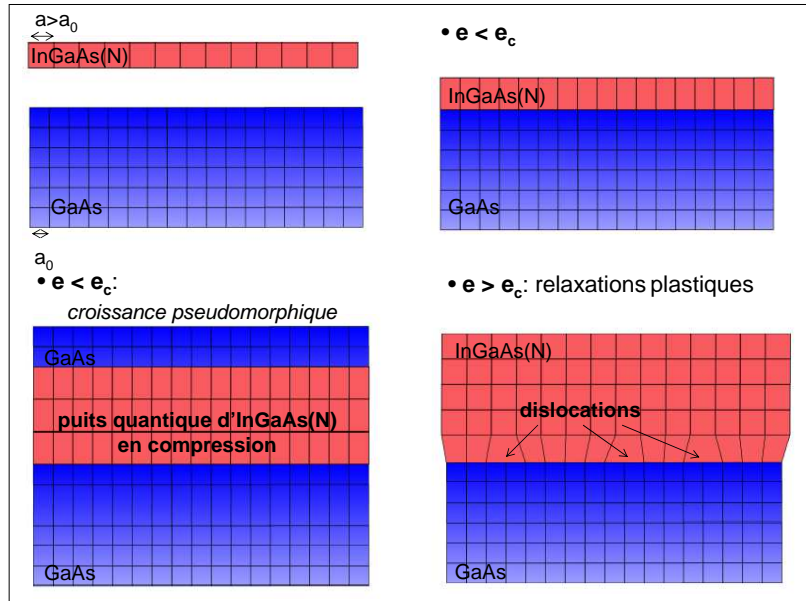 a>a0
InGaAs(N)
GaAs
a0
• e < ec
InGaAs(N)
GaAs
• e < ec:
croissance pseudomorphique
GaAs
puits quantique d'InGaAs(N)
en compression
GaAs
• e > ec: relaxations plastiques
InGaAs(N)
dislocations
GaAs